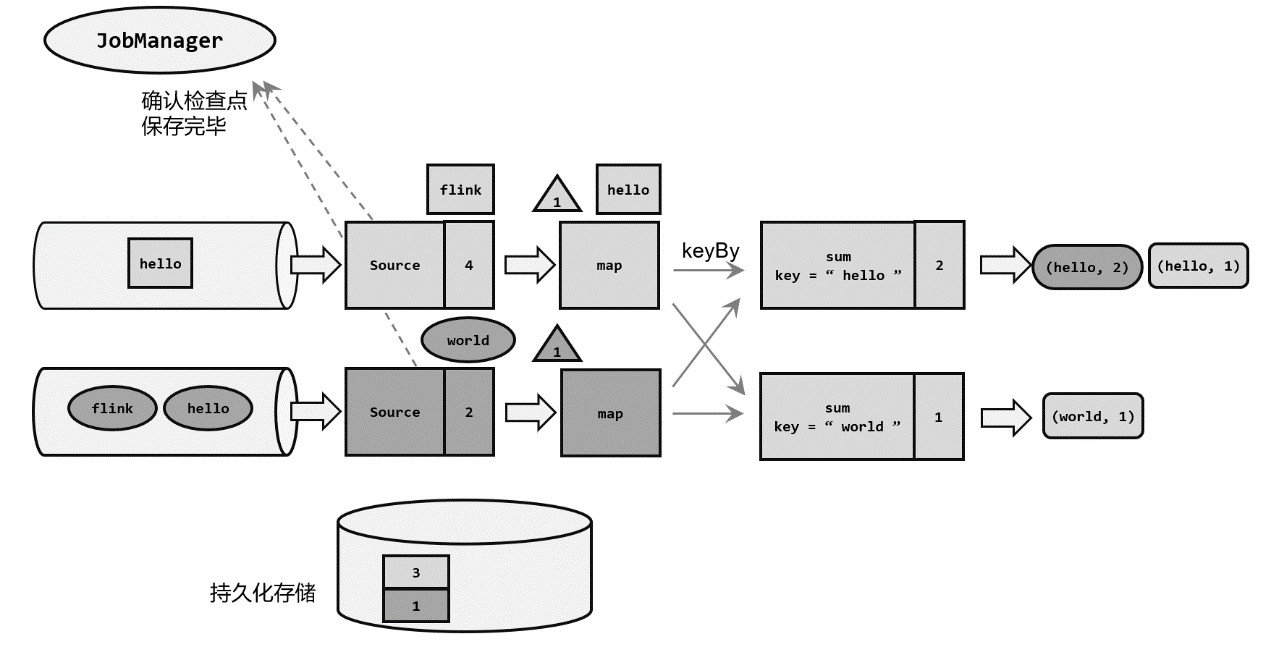 JobManager
确认检查点
保存完毕
flink
1
hello
hello
Source
4
map
keyBy
sum
key = “ hello ”
2
(hello, 2)
(hello, 1)
world
1
flink
hello
Source
2
map
sum
key = “ world ”
1
(world, 1)
持久化存储
3
1